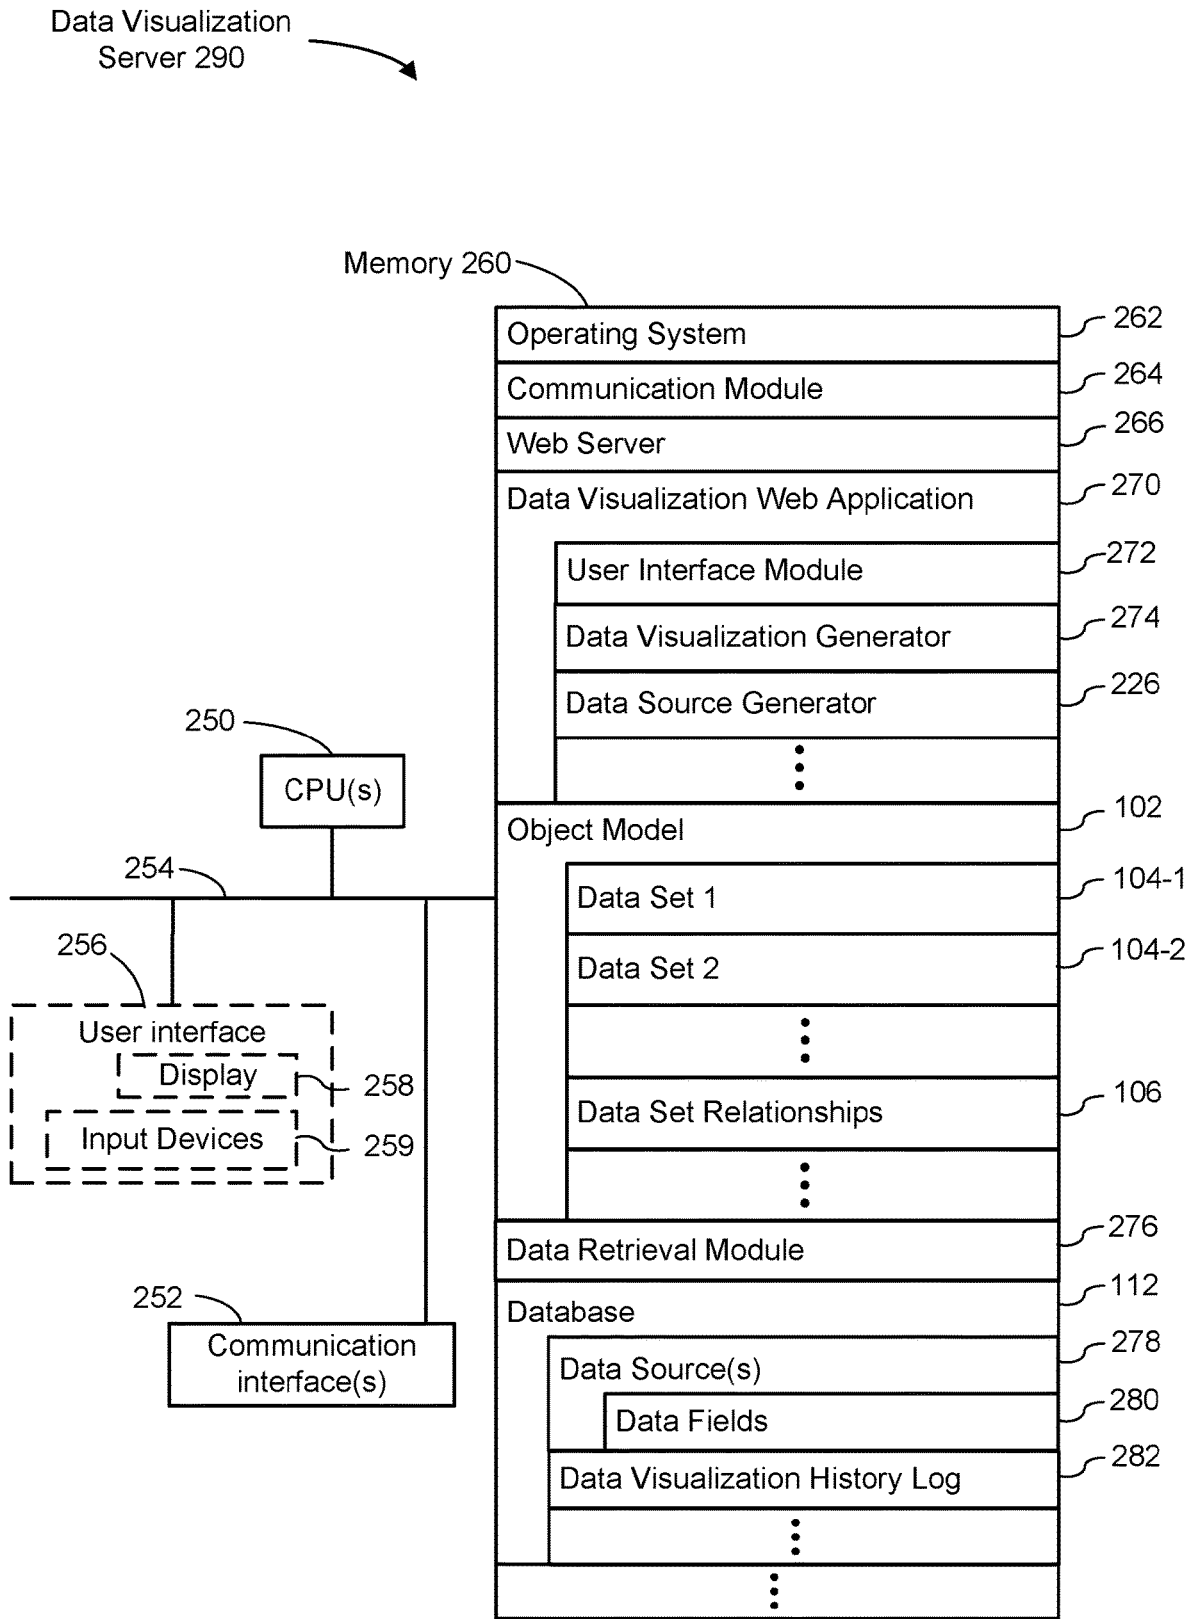 Data Visualization
Server 290
Memory 260
Operating System
262
Communication Module
264
Web Server
266
Data Visualization Web Application
270
User Interface Module
272
Data Visualization Generator
274
Data Source Generator
226
250
CPU(s)
Object Model
102
254
Data Set 1
104-1
Data Set 2
104-2
256
User interface
Display
258
Input Devices
259
Data Set Relationships
106
Data Retrieval Module
276
252
Communication
interface(s)
Database
112
Data Source(s)
278
Data Fields
280
Data Visualization History Log
282